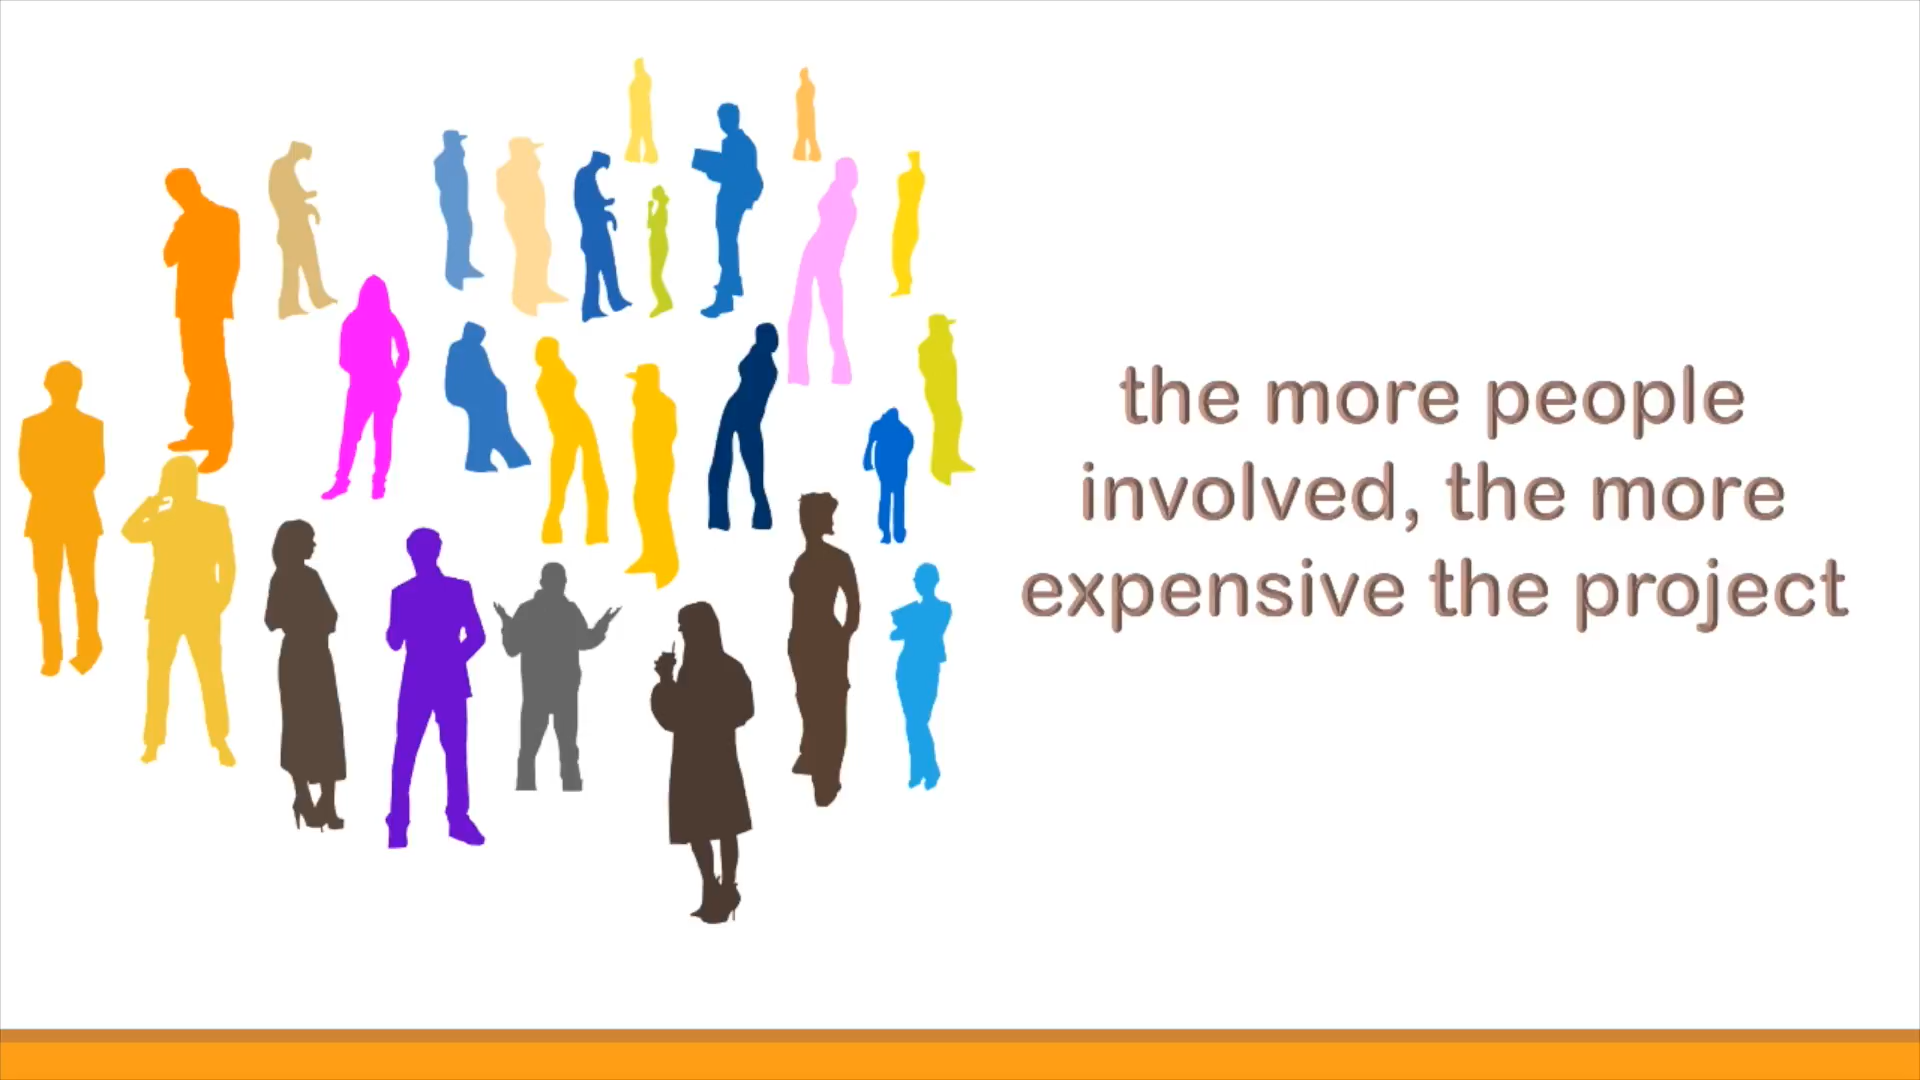 the more people
involved, the more
expensive the project